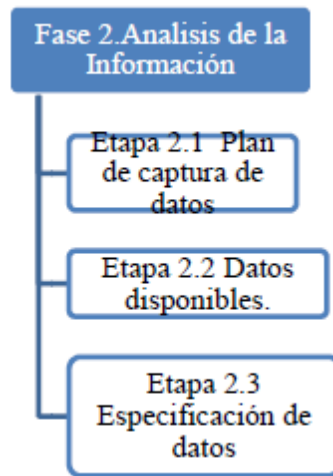 Fase 2.Analisis de la
Información
Etapa 2.1 Plan
de captura de
datos
Etapa 2.2 Datos
disponibles.
Etapa 2.3
Especificación de
datos